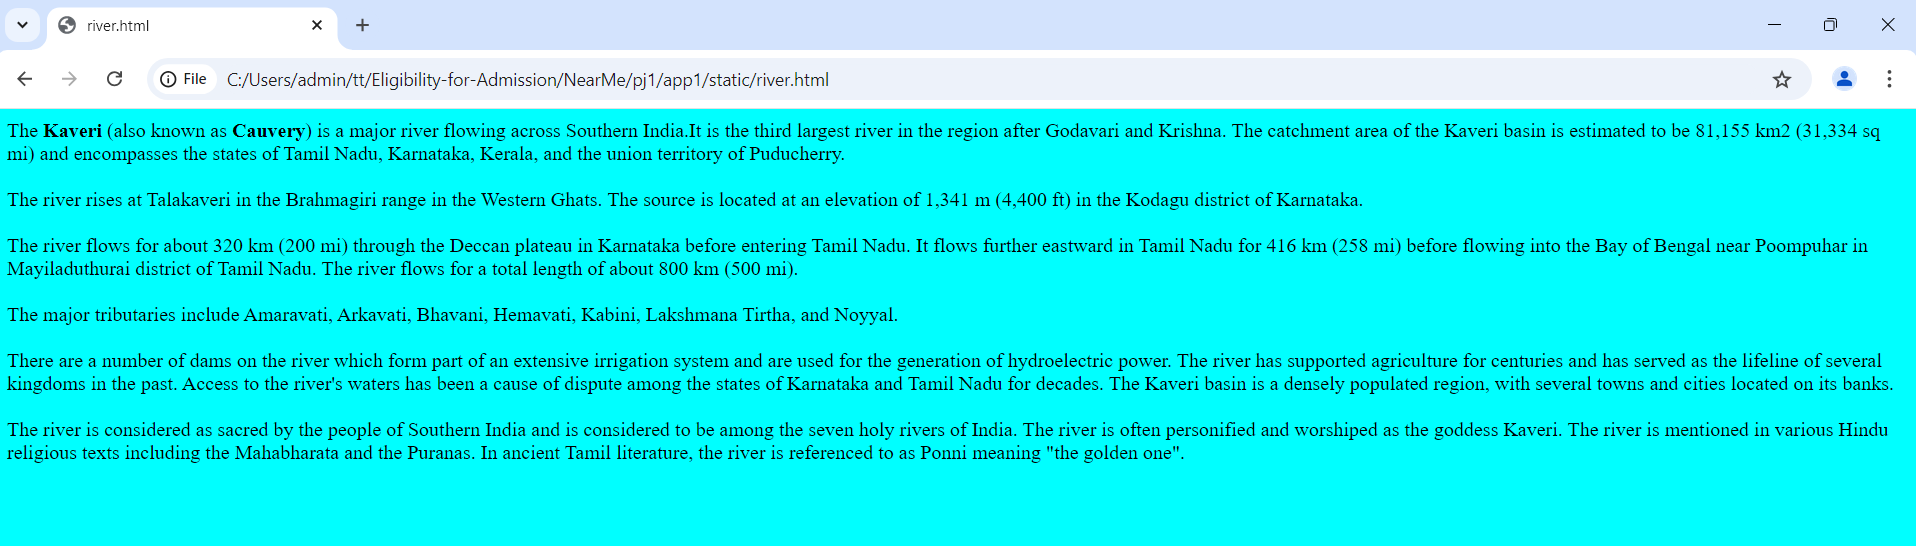 river.html
File
C:/Users/admin/tt/Eligibility-for-Admission/NearMe/pj1/app1/static/river.html
The Kaveri (also known as Cauvery) is a major river flowing across Southern India.It is the third largest river in the region after Godavari and Krishna. The catchment area of the Kaveri basin is estimated to be 81,155 km2 (31,334 sq
mi) and encompasses the states of Tamil Nadu, Karnataka, Kerala, and the union territory of Puducherry.
The river rises at Talakaveri in the Brahmagiri range in the Western Ghats. The source is located at an elevation of 1,341 m (4,400 ft) in the Kodagu district of Karnataka.
The river flows for about 320 km (200 mi) through the Deccan plateau in Karnataka before entering Tamil Nadu. It flows further eastward in Tamil Nadu for 416 km (258 mi) before flowing into the Bay of Bengal near Poompuhar in
Mayiladuthurai district of Tamil Nadu. The river flows for a total length of about 800 km (500 mi).
The major tributaries include Amaravati, Arkavati, Bhavani, Hemavati, Kabini, Lakshmana Tirtha, and Noyyal.
There are a number of dams on the river which form part of an extensive irrigation system and are used for the generation of hydroelectric power. The river has supported agriculture for centuries and has served as the lifeline of several
kingdoms in the past. Access to the river's waters has been a cause of dispute among the states of Karnataka and Tamil Nadu for decades. The Kaveri basin is a densely populated region, with several towns and cities located on its banks.
The river is considered as sacred by the people of Southern India and is considered to be among the seven holy rivers of India. The river is often personified and worshiped as the goddess Kaveri. The river is mentioned in various Hindu
religious texts including the Mahabharata and the Puranas. In ancient Tamil literature, the river is referenced to as Ponni meaning "the golden one".